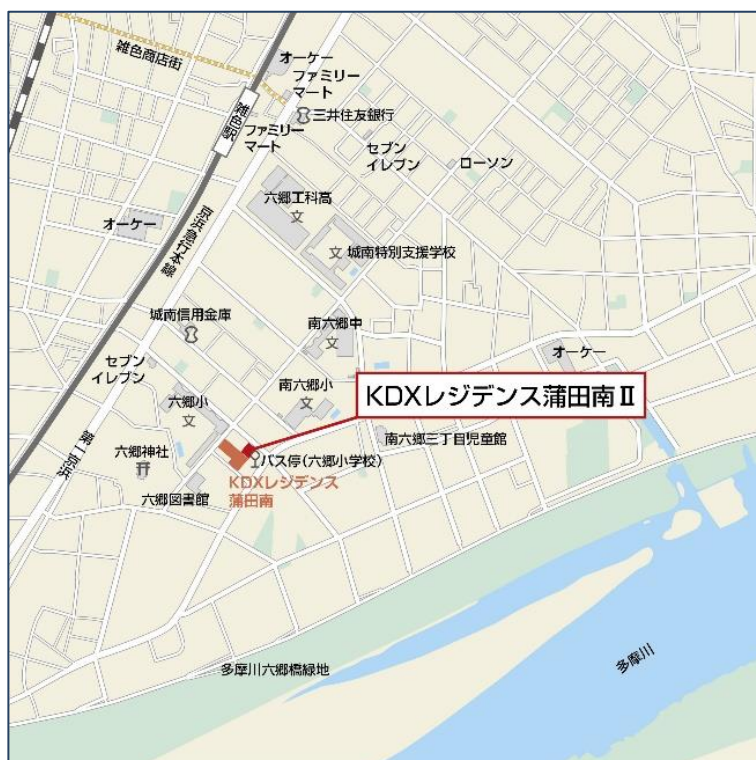 雑色商店街
オーケー
ファミリー
マート
三井住友銀行
雑色駅
ファミリー
マート
セブン
イレブン
ローソン
六郷工科高
オーケー
京浜急行本線
城南特別支援学校
城南信用金庫
南六郷中
オーケー
セブン
イレブン
六郷小
南六郷小
KDXレジデンス蒲田南Ⅱ
第一京浜
南六郷三丁目児童館
六郷神社
バス停(六郷小学校)
KDXレジデンス
蒲田南
六郷図書館
多摩川六郷橋緑地
多摩川